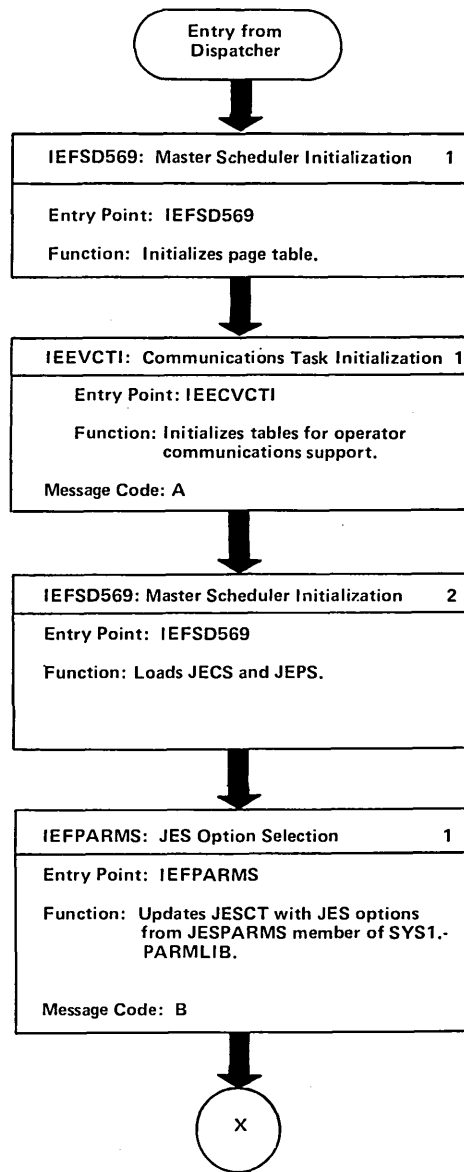 Entry from
Dispatcher
IEFSD569: Master Scheduler Initialization 1
Entry Point: IEFSD569
Function: Initializes page table.
IEEVCTI: Communications Task Initialization 1
Entry Point: IEECVCTI
Function: Initializes tables for operator
communications support.
Message Code: A
IEFSD569: Master Scheduler Initialization 2
Entry Point: IEFSD569
Function: Loads JECS and JEPS.
IEFPARMS: JES Option Selection 1
Entry Point: IEFPARMS
Function: Updates JESCT with JES options
from JESPARMS member of SYS1.-
PARMLIB.
Message Code: B
X